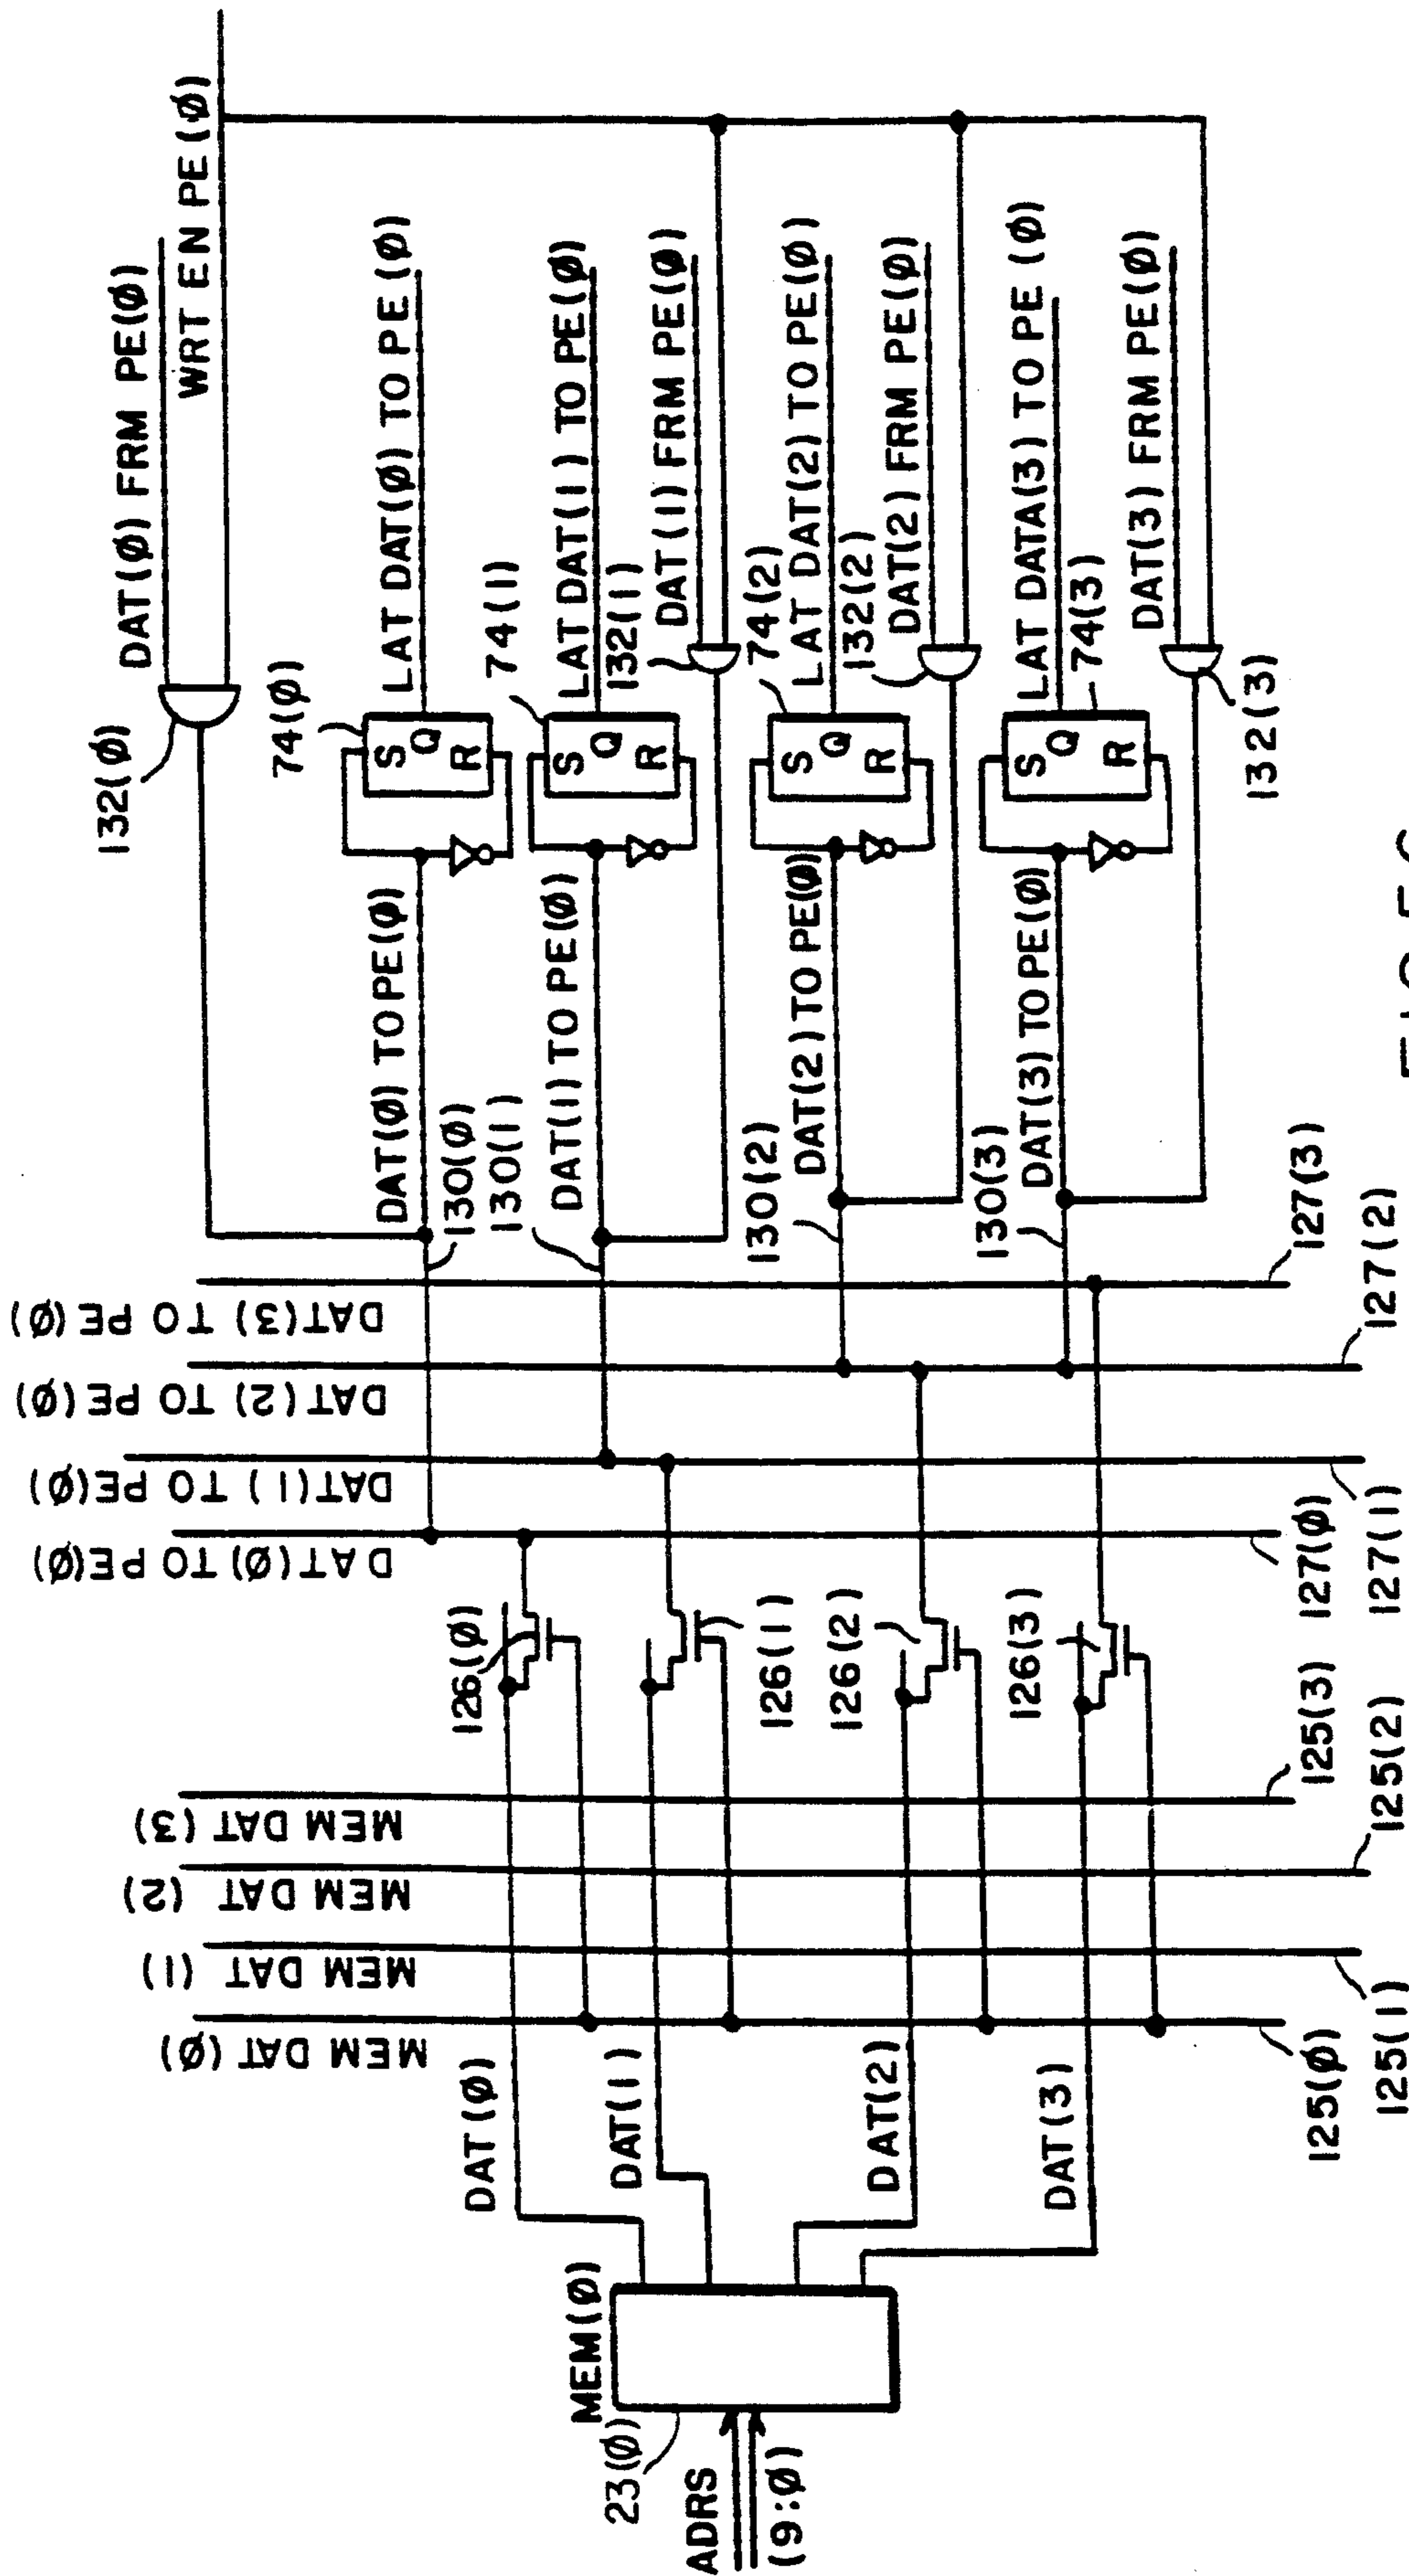 ADRS
(9:Ø)
23(Ø)
MEM(Ø)
DAT(Ø)
DAT(1)
DAT(2)
DAT(3)
MEM DAT (Ø)
MEM DAT (1)
MEM DAT (2)
MEM DAT (3)
125(Ø)
125(1)
125(2)
125(3)
126(Ø)
126(1)
126(2)
126(3)
DAT(Ø) TO PE(Ø)
DAT(1) TO PE(Ø)
DAT(2) TO PE(Ø)
DAT(3) TO PE(Ø)
127(Ø)
127(1)
127(2)
127(3)
130(Ø)
130(1)
130(2)
130(3)
DAT(Ø) TO PE(Ø)
DAT(1) TO PE(Ø)
DAT(2) TO PE(Ø)
DAT(3) TO PE(Ø)
132(Ø)
DAT(Ø) FRM PE(Ø)
WRT EN PE(Ø)
74(Ø)
S
Q
R
LAT DAT(Ø) TO PE(Ø)
74(1)
S
Q
R
LAT DAT(1) TO PE(Ø)
132(1)
DAT(1) FRM PE(Ø)
74(2)
S
Q
R
LAT DAT(2) TO PE(Ø)
132(2)
DAT(2) FRM PE(Ø)
S
Q
R
LAT DATA(3) TO PE (Ø)
74(3)
DAT(3) FRM PE(Ø)
132(3)